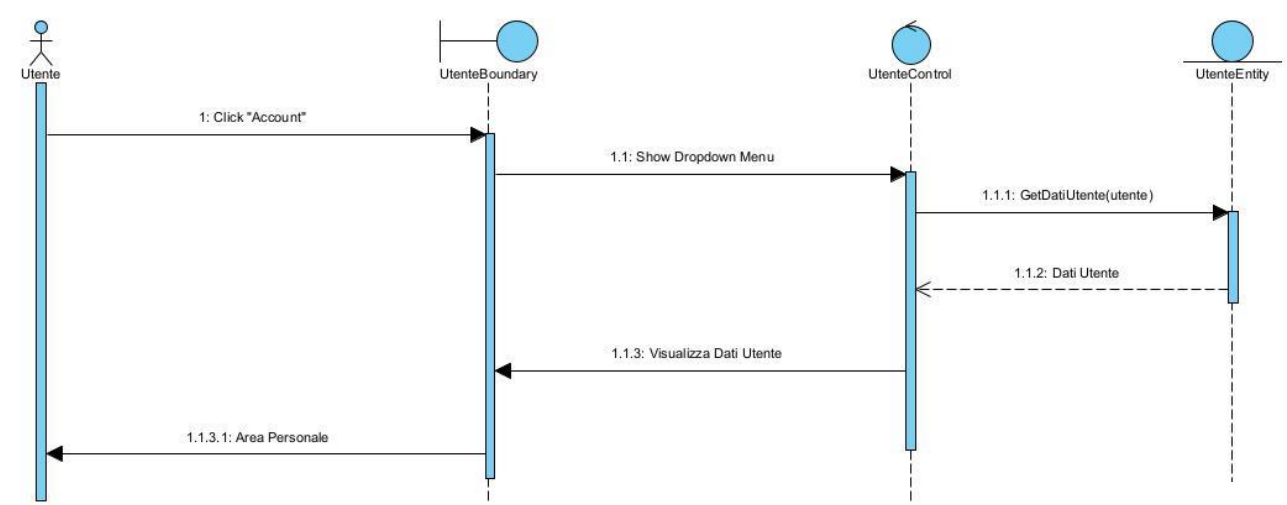 Utente
UtenteBoundary
UtenteControl
UtenteEntity
1: Click "Account"
1.1: Show Dropdown Menu
1.1.1: GetDatiUtente(utente)
1.1.2: Dati Utente
1.1.3: Visualizza Dati Utente
1.1.3.1: Area Personale